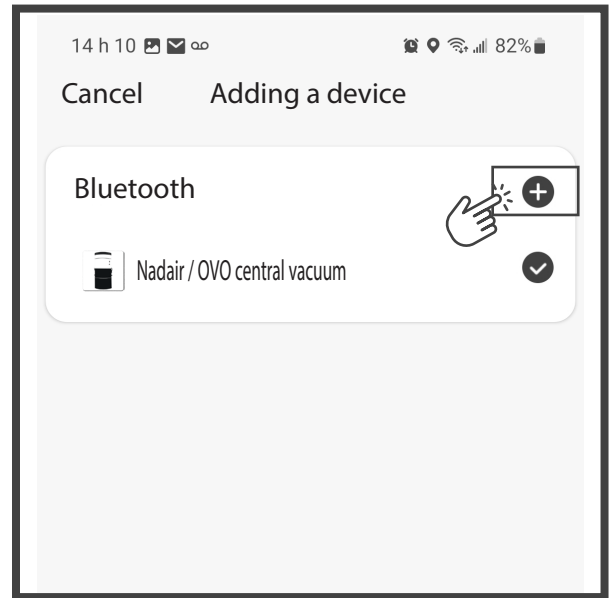 14 h 10 82%
Cancel Adding a device
Bluetooth
Nadair / OVO central vacuum